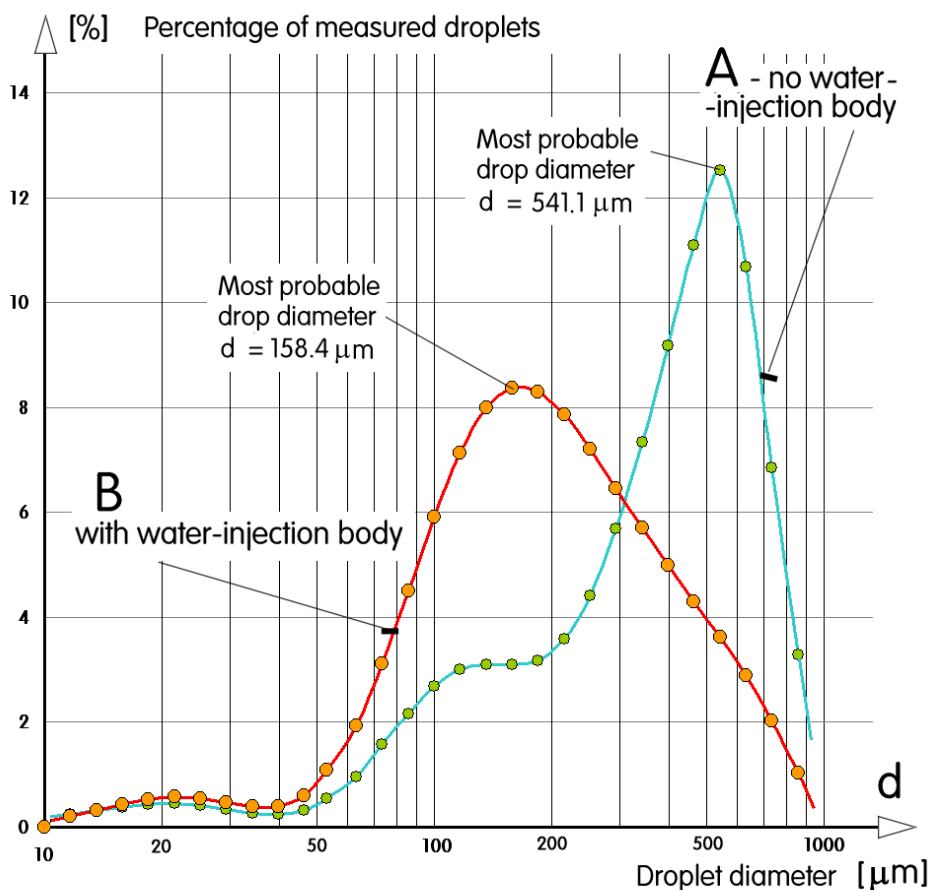 [%] Percentage of measured droplets
A - no water-
-injection body
Most probable
drop diameter
d = 541.1 μm
Most probable
drop diameter
d = 158.4 μm
B
with water-injection body
14
12
10
8
6
4
2
0
d
10 20 50 100 200 500 1000
Droplet diameter [μm]